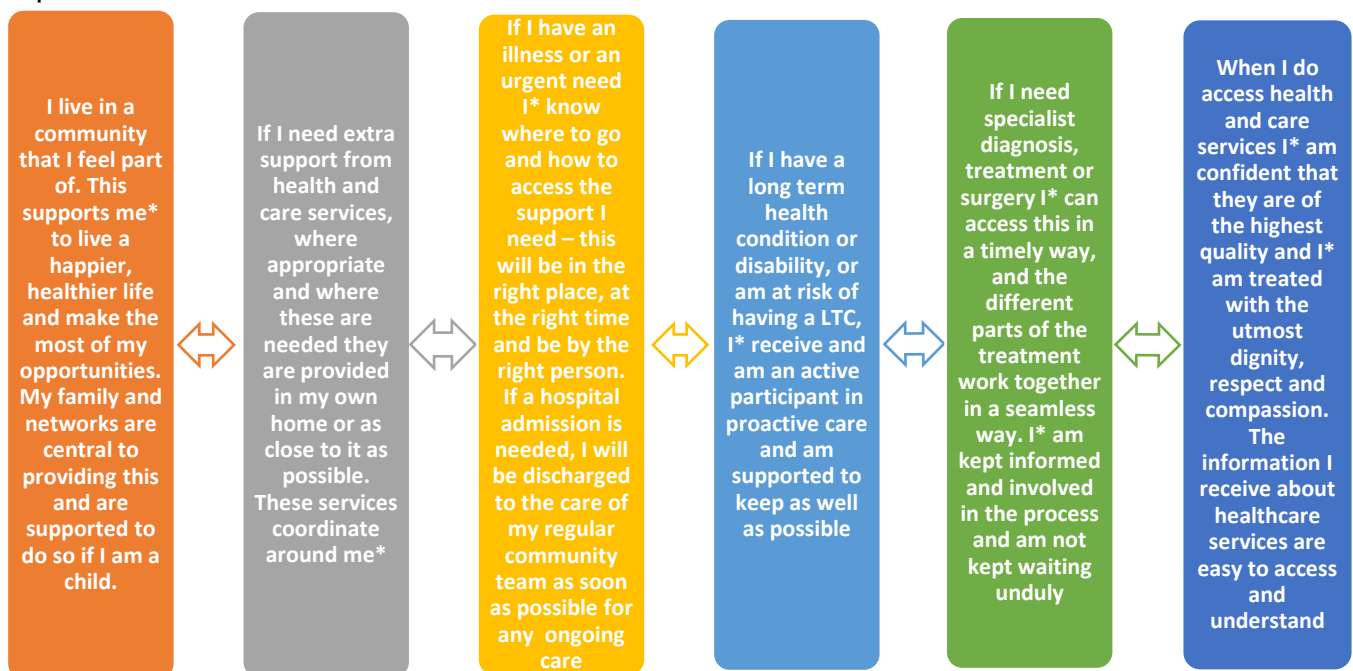 I live in a
community
that I feel part
of. This
supports me*
to live a
happier,
healthier life
and make the
most of my
opportunities.
My family and
networks are
central to
providing this
and are
supported to
do so if I am a
child.
If I need extra
support from
health and
care services,
where
appropriate
and where
these are
needed they
are provided
in my own
home or as
close to it as
possible.
These services
coordinate
around me*
If I have an
illness or an
urgent need
I* know
where to go
and how to
access the
support I
need – this
will be in the
right place, at
the right time
and be by the
right person.
If a hospital
admission is
needed, I will
be discharged
to the care of
my regular
community
team as soon
as possible for
any ongoing
care
If I have a
long term
health
condition or
disability, or
am at risk of
having a LTC,
I* receive and
am an active
participant in
proactive care
and am
supported to
keep as well
as possible
If I need
specialist
diagnosis,
treatment or
surgery I* can
access this in
a timely way,
and the
different
parts of the
treatment
work together
in a seamless
way. I* am
kept informed
and involved
in the process
and am not
kept waiting
unduly
When I do
access health
and care
services I* am
confident that
they are of
the highest
quality and I*
am treated
with the
utmost
dignity,
respect and
compassion.
The
information I
receive about
healthcare
services are
easy to access
and
understand